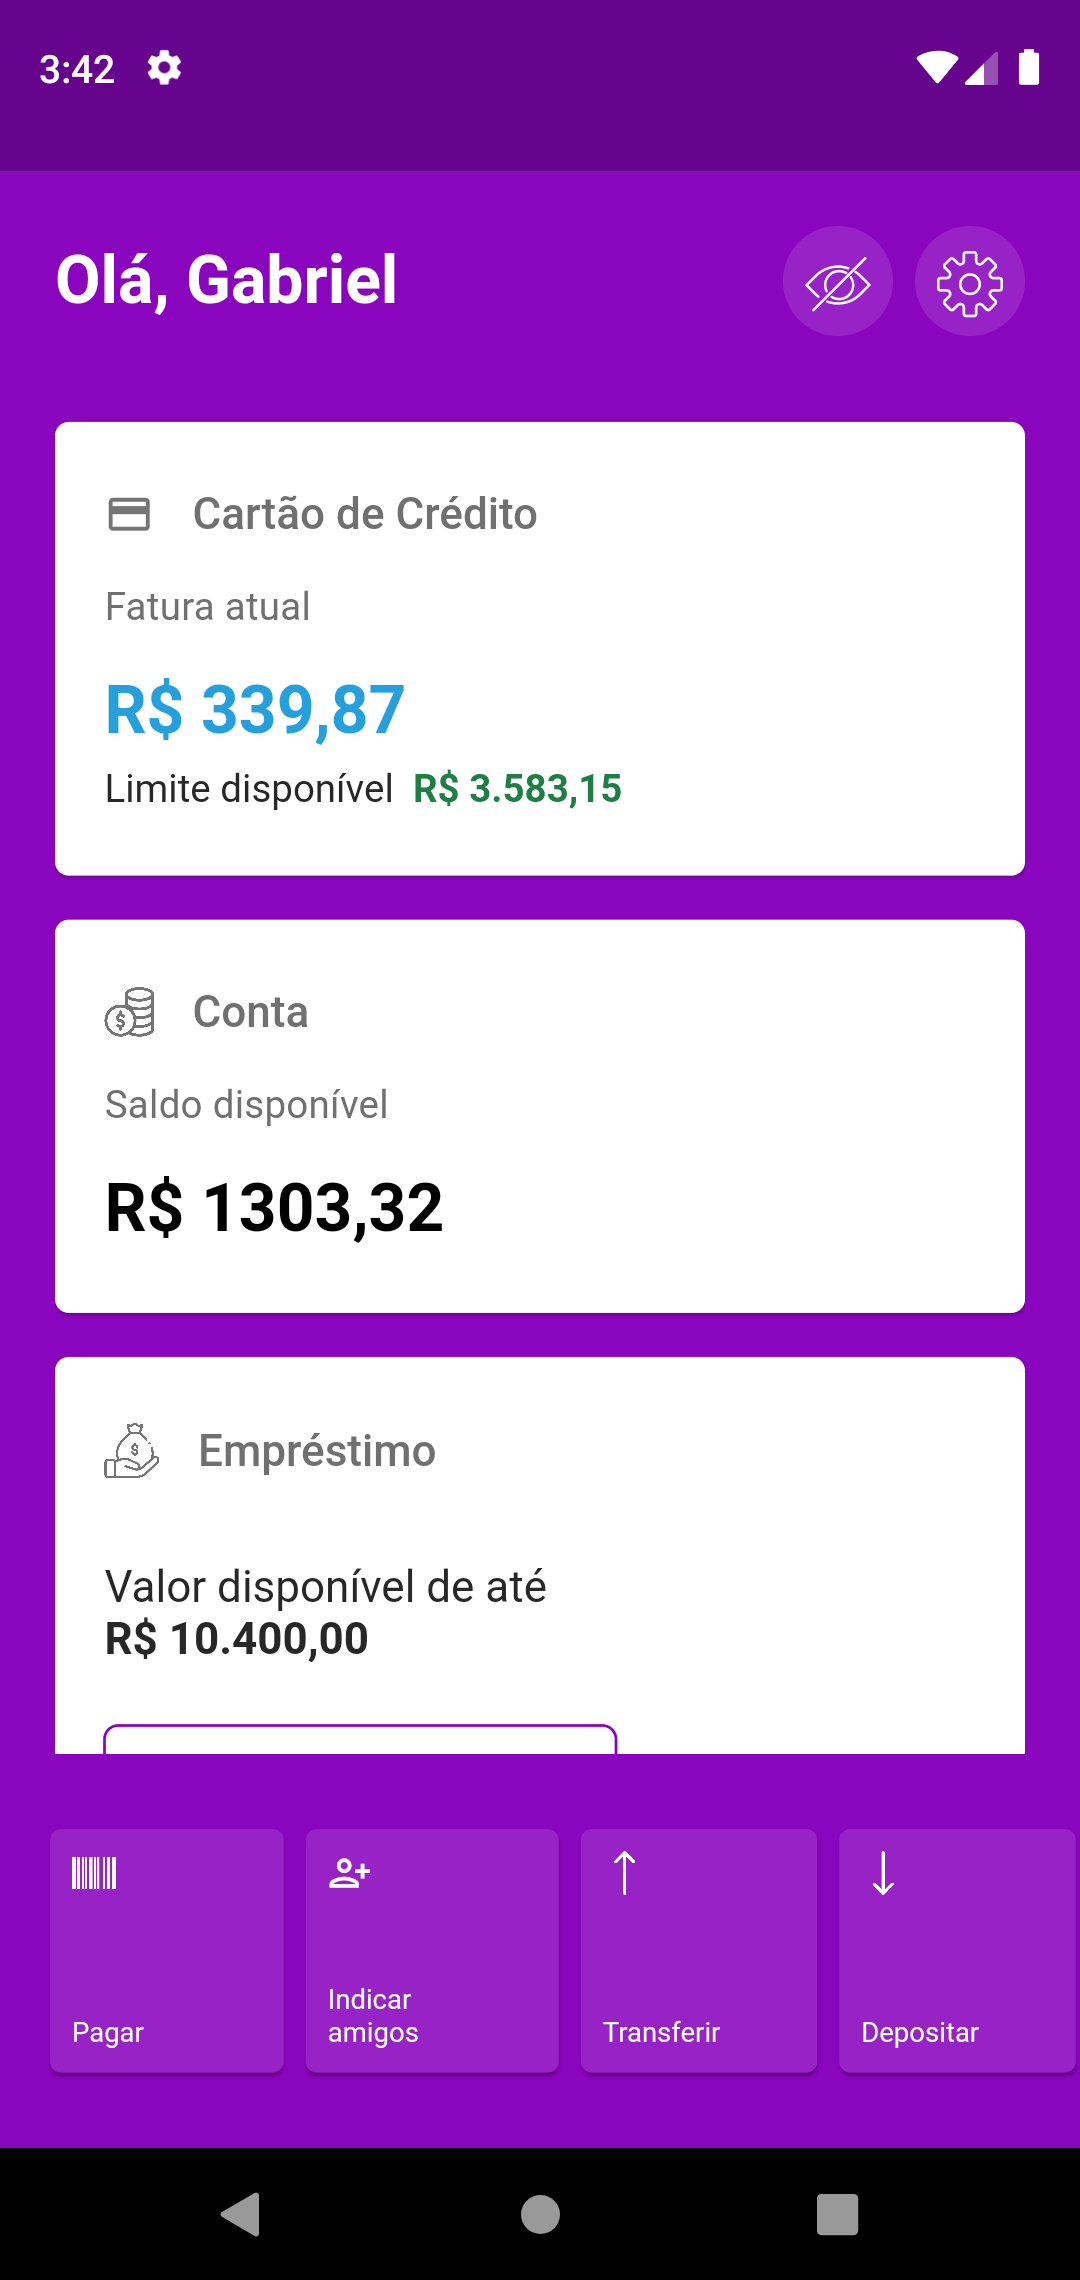 3:42
Olá, Gabriel
Cartão de Crédito
Fatura atual
R$ 339,87
Limite disponível R$ 3.583,15
Conta
Saldo disponível
R$ 1303,32
Empréstimo
Valor disponível de até
R$ 10.400,00
Pagar
Indicar
amigos
Transferir
Depositar